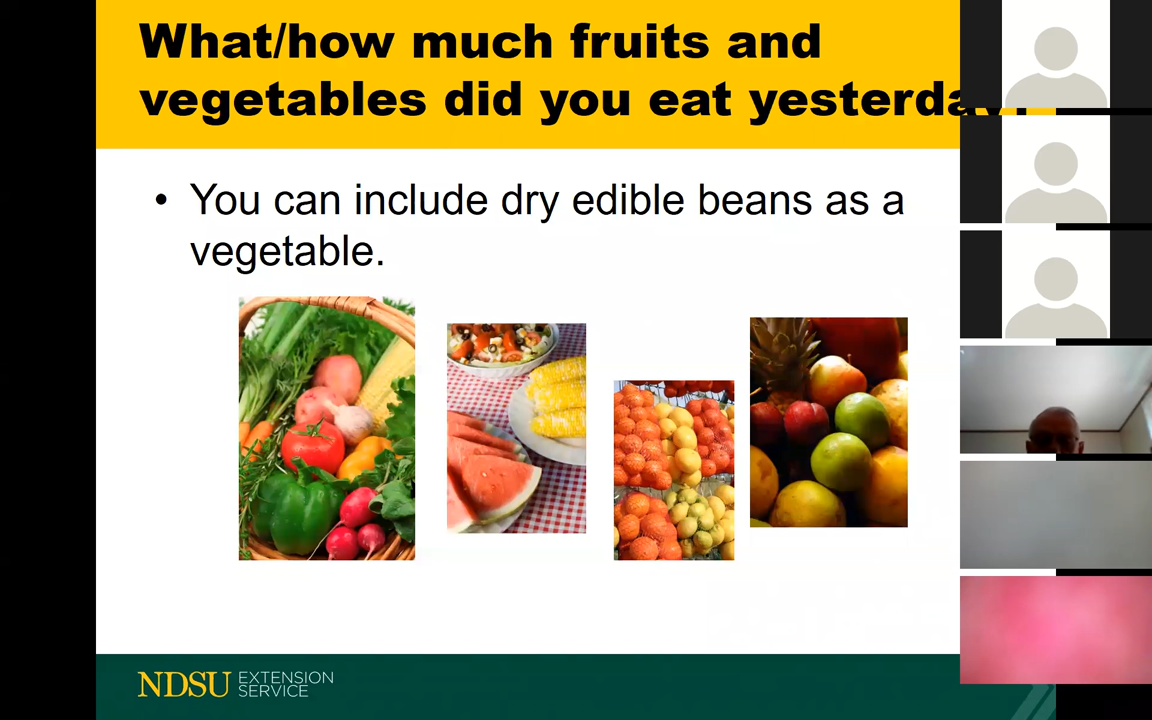 What/how much fruits and
vegetables did you eat yesterday?
• You can include dry edible beans as a
vegetable.
NDSU EXTENSION
SERVICE